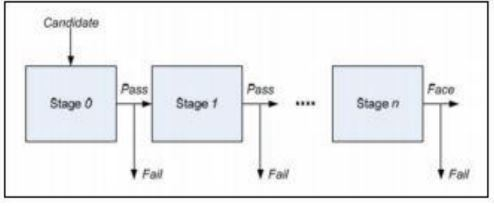 Candidate
Stage 0
Pass
Stage 1
Pass
....
Stage n
Face
Fail
Fail
Fail